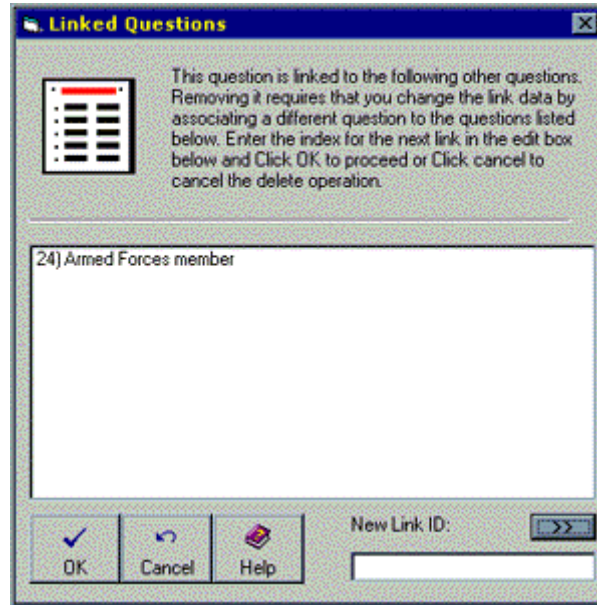 Linked Questions
This question is linked to the following other questions.
Removing it requires that you change the link data by
associating a different question to the questions listed
below. Enter the index for the next link in the edit box
below and Click OK to proceed or Click cancel to
cancel the delete operation.
24) Armed Forces member
New Link ID:
>>
OK
Cancel
Help